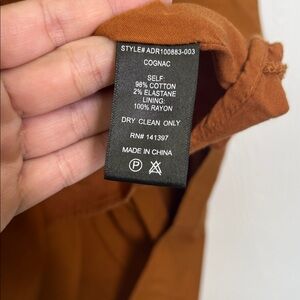 STYLE# ADR100883-003
COGNAC
SELF:
98% COTTON
2% ELASTANE
LINING:
100% RAYON
DRY CLEAN ONLY
RN# 141397
MADE IN CHINA
P